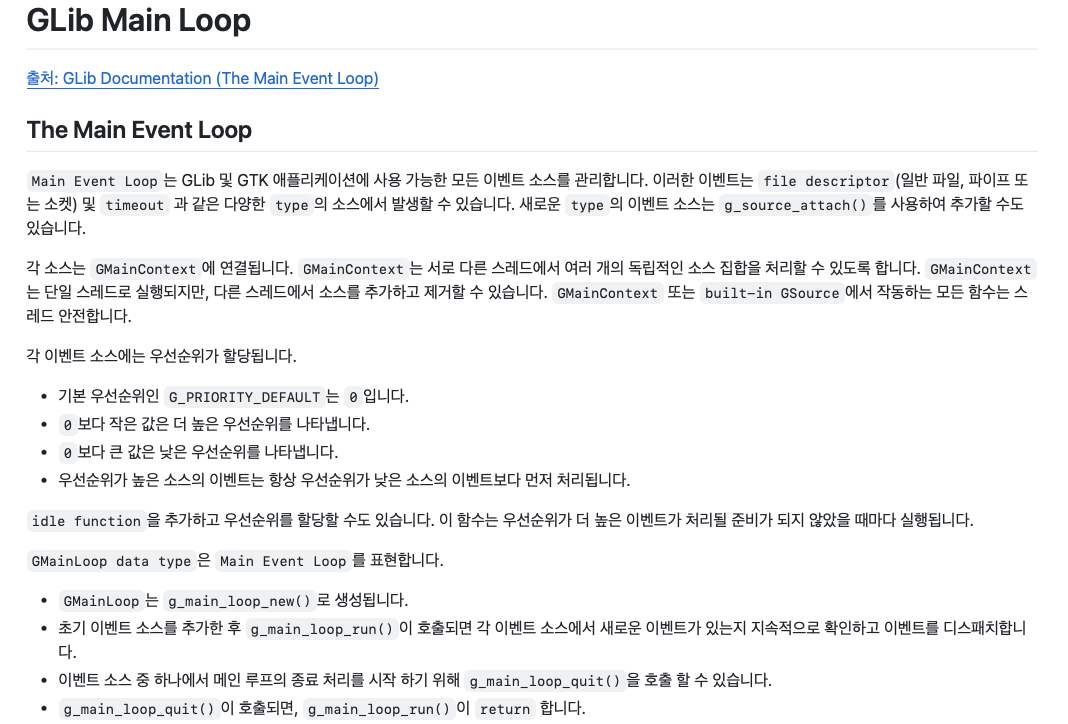 GLib Main Loop
출처: GLib Documentation (The Main Event Loop)
The Main Event Loop
Main Event Loop 는 GLib 및 GTK 애플리케이션에 사용 가능한 모든 이벤트 소스를 관리합니다. 이러한 이벤트는 file descriptor (일반 파일, 파이프 또
는 소켓) 및 timeout 과 같은 다양한 type 의 소스에서 발생할 수 있습니다. 새로운 type 의 이벤트 소스는 g_source_attach() 를 사용하여 추가할 수도
있습니다.
각 소스는 GMainContext 에 연결됩니다. GMainContext 는 서로 다른 스레드에서 여러 개의 독립적인 소스 집합을 처리할 수 있도록 합니다. GMainContext
는 단일 스레드로 실행되지만, 다른 스레드에서 소스를 추가하고 제거할 수 있습니다. GMainContext 또는 built-in GSource 에서 작동하는 모든 함수는 스
레드 안전합니다.
각 이벤트 소스에는 우선순위가 할당됩니다.
• 기본 우선순위인 G_PRIORITY_DEFAULT 는 0 입니다.
• 0 보다 작은 값은 더 높은 우선순위를 나타냅니다.
• 0 보다 큰 값은 낮은 우선순위를 나타냅니다.
• 우선순위가 높은 소스의 이벤트는 항상 우선순위가 낮은 소스의 이벤트보다 먼저 처리됩니다.
idle function 을 추가하고 우선순위를 할당할 수도 있습니다. 이 함수는 우선순위가 더 높은 이벤트가 처리될 준비가 되지 않았을 때마다 실행됩니다.
GMainLoop data type 은 Main Event Loop 를 표현합니다.
• GMainLoop 는 g_main_loop_new() 로 생성됩니다.
• 초기 이벤트 소스를 추가한 후 g_main_loop_run() 이 호출되면 각 이벤트 소스에서 새로운 이벤트가 있는지 지속적으로 확인하고 이벤트를 디스패치합니
다.
• 이벤트 소스 중 하나에서 메인 루프의 종료 처리를 시작 하기 위해 g_main_loop_quit() 을 호출 할 수 있습니다.
• g_main_loop_quit() 이 호출되면, g_main_loop_run() 이 return 합니다.